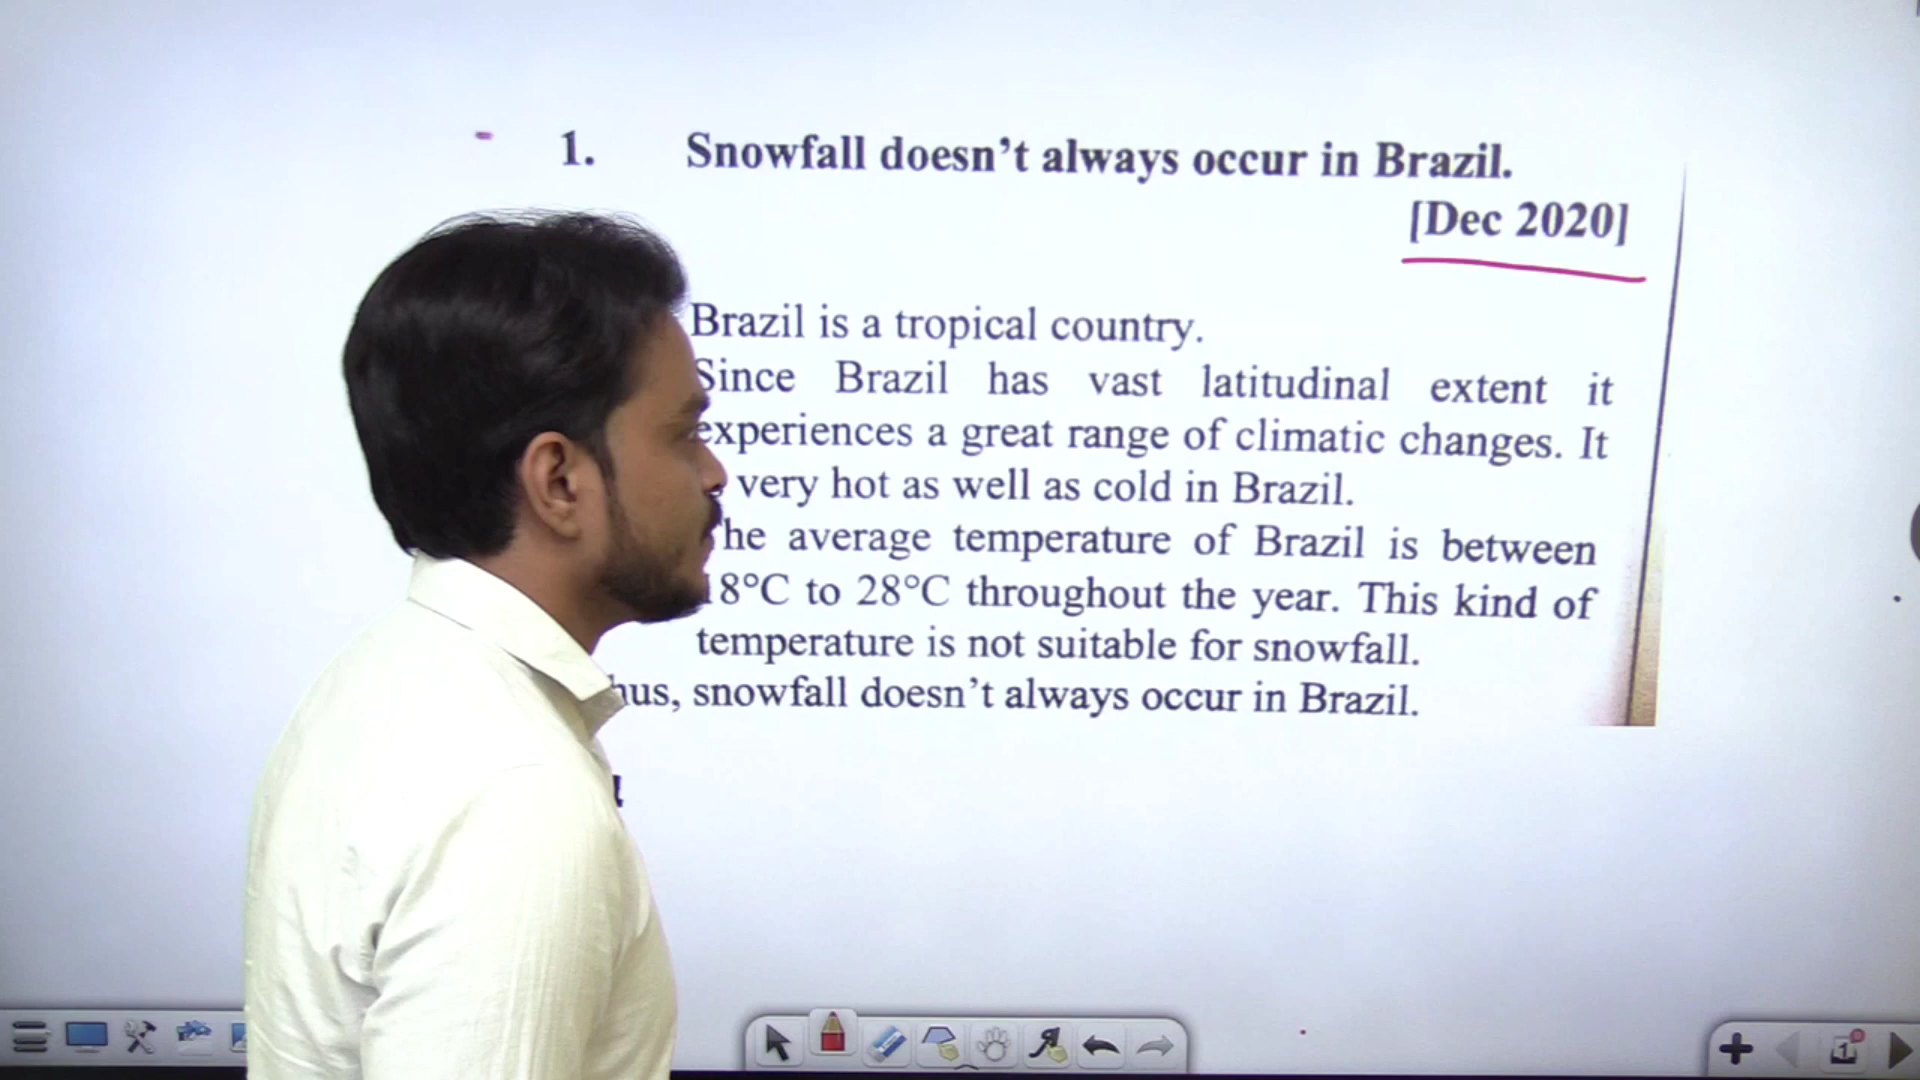 1. Snowfall doesn’t always occur in Brazil.
[Dec 2020]
Brazil is a tropical country.
Since Brazil has vast latitudinal extent it
experiences a great range of climatic changes. It
very hot as well as cold in Brazil.
The average temperature of Brazil is between
18°C to 28°C throughout the year. This kind of
temperature is not suitable for snowfall.
hus, snowfall doesn’t always occur in Brazil.
1